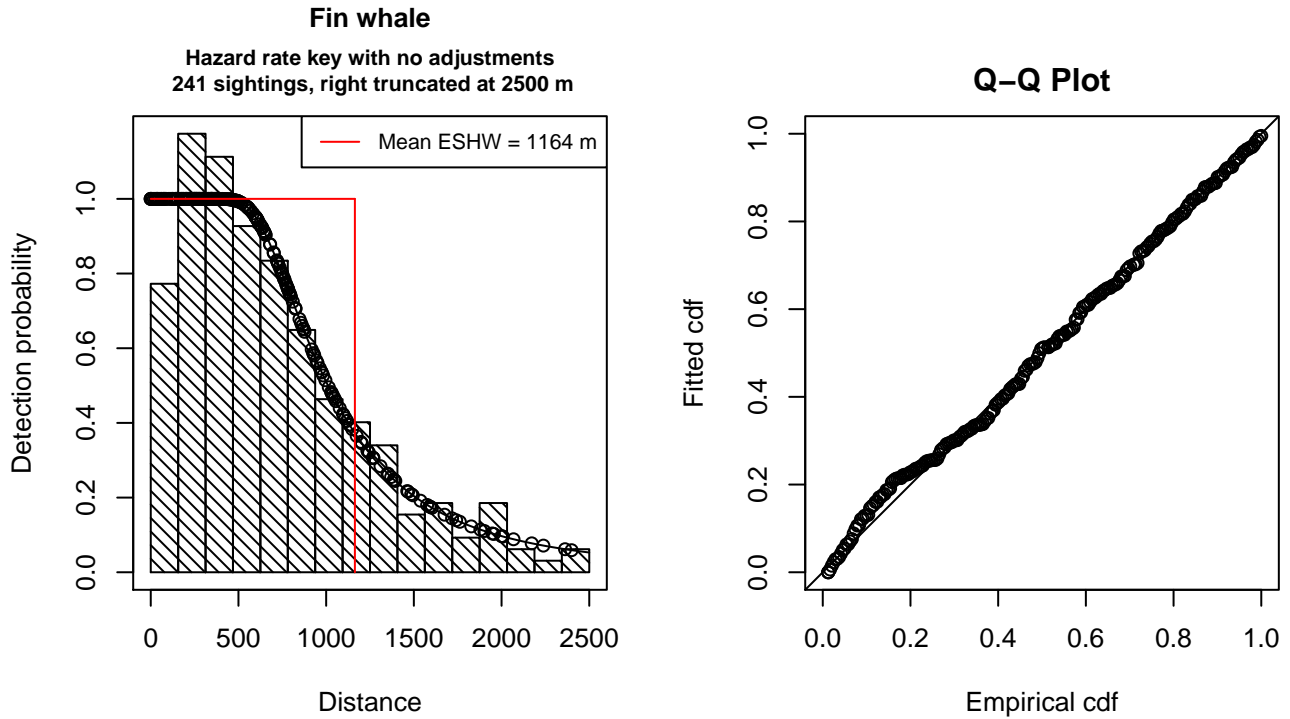 Fin whale
Hazard rate key with no adjustments
241 sightings, right truncated at 2500 m
Mean ESHW = 1164 m
Detection probability
0.0 0.2 0.4 0.6 0.8 1.0
0 500 1000 1500 2000 2500
Distance
Q−Q Plot
Fitted cdf
0.0 0.2 0.4 0.6 0.8 1.0
0.0 0.2 0.4 0.6 0.8 1.0
Empirical cdf